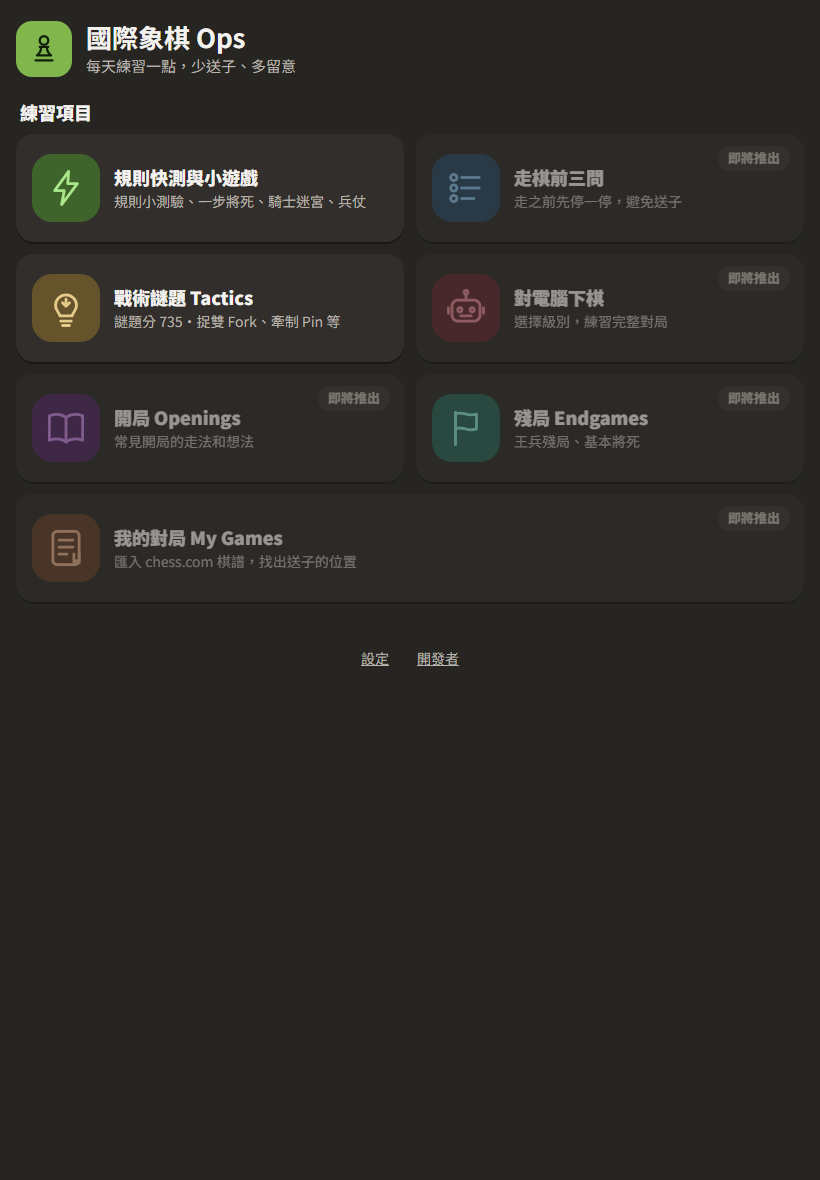 國際象棋 Ops
每天練習一點，少送子、多留意
練習項目
規則快測與小遊戲
規則小測驗、一步將死、騎士迷宮、兵仗
即將推出
走棋前三問
走之前先停一停，避免送子
戰術謎題 Tactics
謎題分 735・捉雙 Fork、牽制 Pin 等
即將推出
對電腦下棋
選擇級別，練習完整對局
即將推出
開局 Openings
常見開局的走法和想法
即將推出
殘局 Endgames
王兵殘局、基本將死
即將推出
我的對局 My Games
匯入 chess.com 棋譜，找出送子的位置
設定
開發者